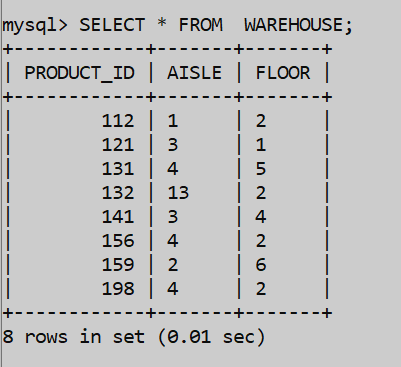 mysql> SELECT * FROM  WAREHOUSE;
+------------+-------+-------+
| PRODUCT_ID | AISLE | FLOOR |
+------------+-------+-------+
|        112 | 1     | 2     |
|        121 | 3     | 1     |
|        131 | 4     | 5     |
|        132 | 13    | 2     |
|        141 | 3     | 4     |
|        156 | 4     | 2     |
|        159 | 2     | 6     |
|        198 | 4     | 2     |
+------------+-------+-------+
8 rows in set (0.01 sec)